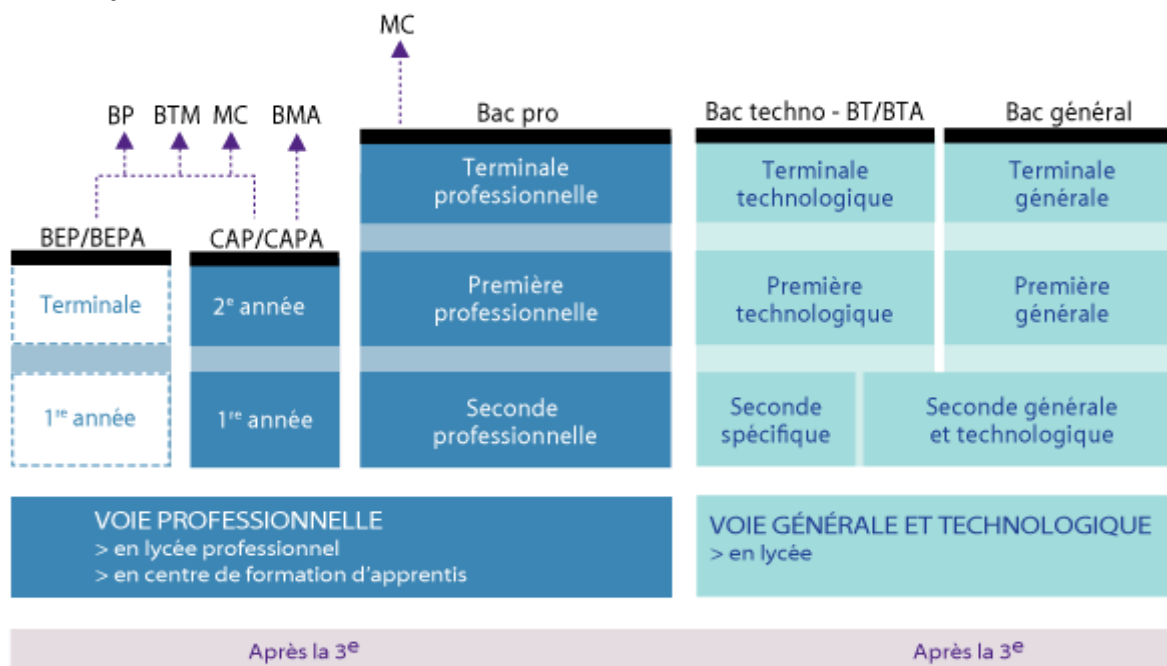 MC
BP BTM MC BMA
Bac pro
Bac techno - BT/BTA
Bac général
Terminale
professionnelle
Terminale
technologique
Terminale
générale
BEP/BEPA
CAP/CAPA
Terminale
2e année
Première
professionnelle
Première
technologique
Première
générale
1re année
1re année
Seconde
professionnelle
Seconde
spécifique
Seconde générale
et technologique
VOIE PROFESSIONNELLE
> en lycée professionnel
> en centre de formation d'apprentis
VOIE GÉNÉRALE ET TECHNOLOGIQUE
> en lycée
Après la 3e
Après la 3e